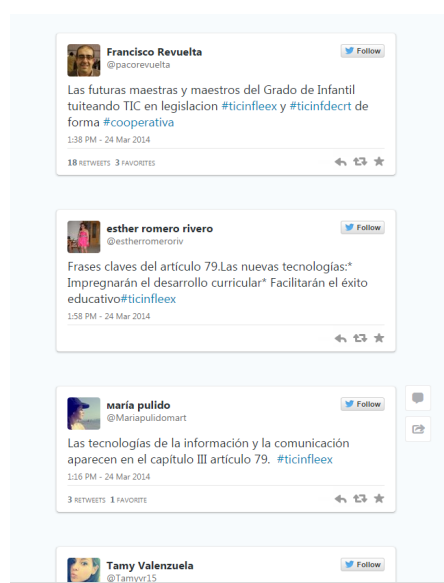 Francisco Revuelta
Follow
@pacorevuelta
Las futuras maestras y maestros del Grado de Infantil
tuiteando TIC en legislacion #ticinfleex y #ticinfdecrt de
forma #cooperativa
1:38 PM - 24 Mar 2014
18 RETWEETS 3 FAVORITES
esther romero rivero
Follow
@estherromeroriv
Frases claves del artículo 79.Las nuevas tecnologías:*
Impregnarán el desarrollo curricular* Facilitarán el éxito
educativo#ticinfleex
1:58 PM - 24 Mar 2014
María pulido
Follow
@Mariapulidomart
Las tecnologías de la información y la comunicación
aparecen en el capítulo III artículo 79. #ticinfleex
1:16 PM - 24 Mar 2014
3 RETWEETS 1 FAVORITE
Tamy Valenzuela
Follow
@Tamyvr15